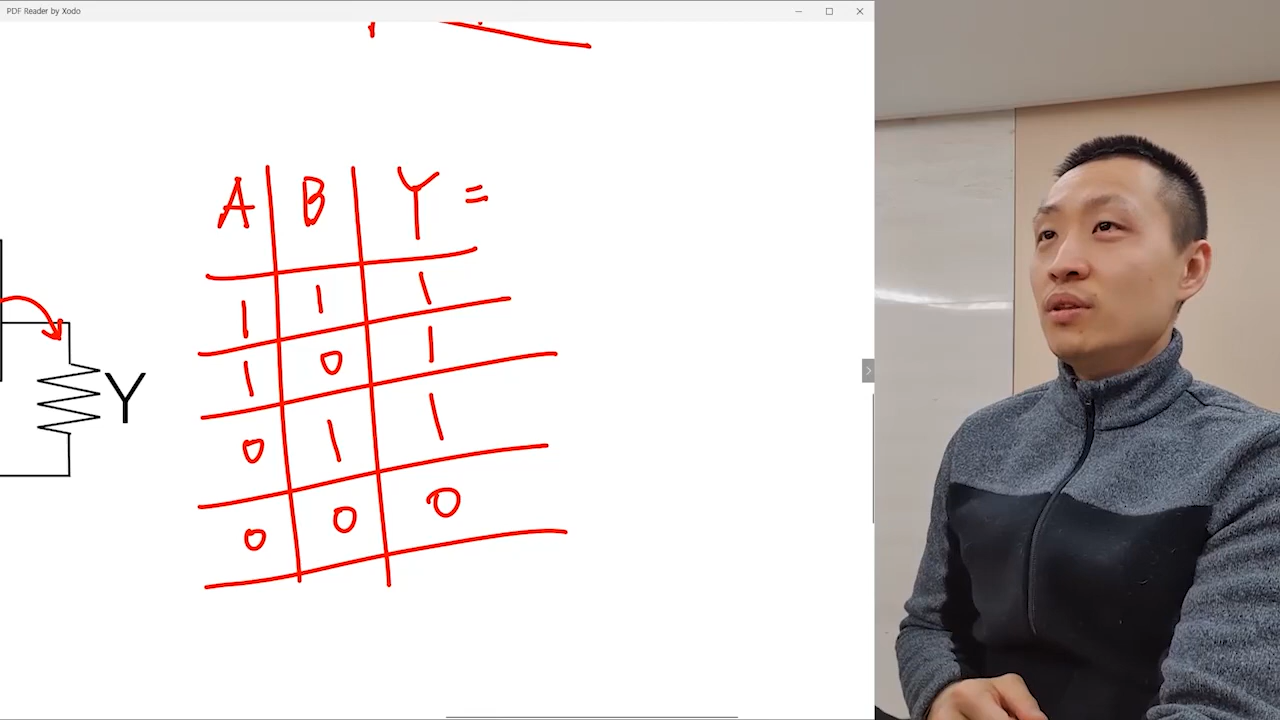 PDF Reader by Xodo
A B Y =
1 1 1
1 0 1
Y
0 1 1
0 0 0